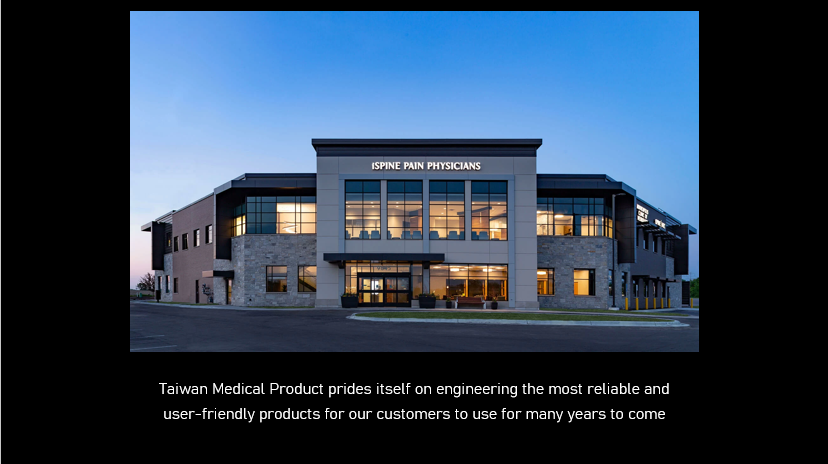 iSPINE PAIN PHYSICIANS
Taiwan Medical Product prides itself on engineering the most reliable and
user-friendly products for our customers to use for many years to come